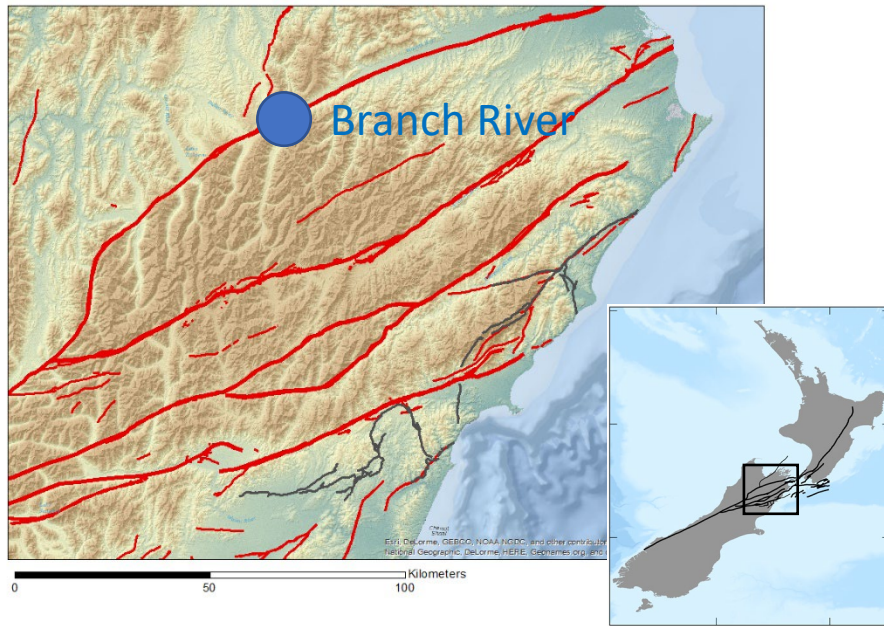 Branch River
Esri, DeLorme, GEBCO, NOAA NGDC, and other contributor
National Geographic, DeLorme, HERE, Geonames.org, and
0 50 100
Kilometers